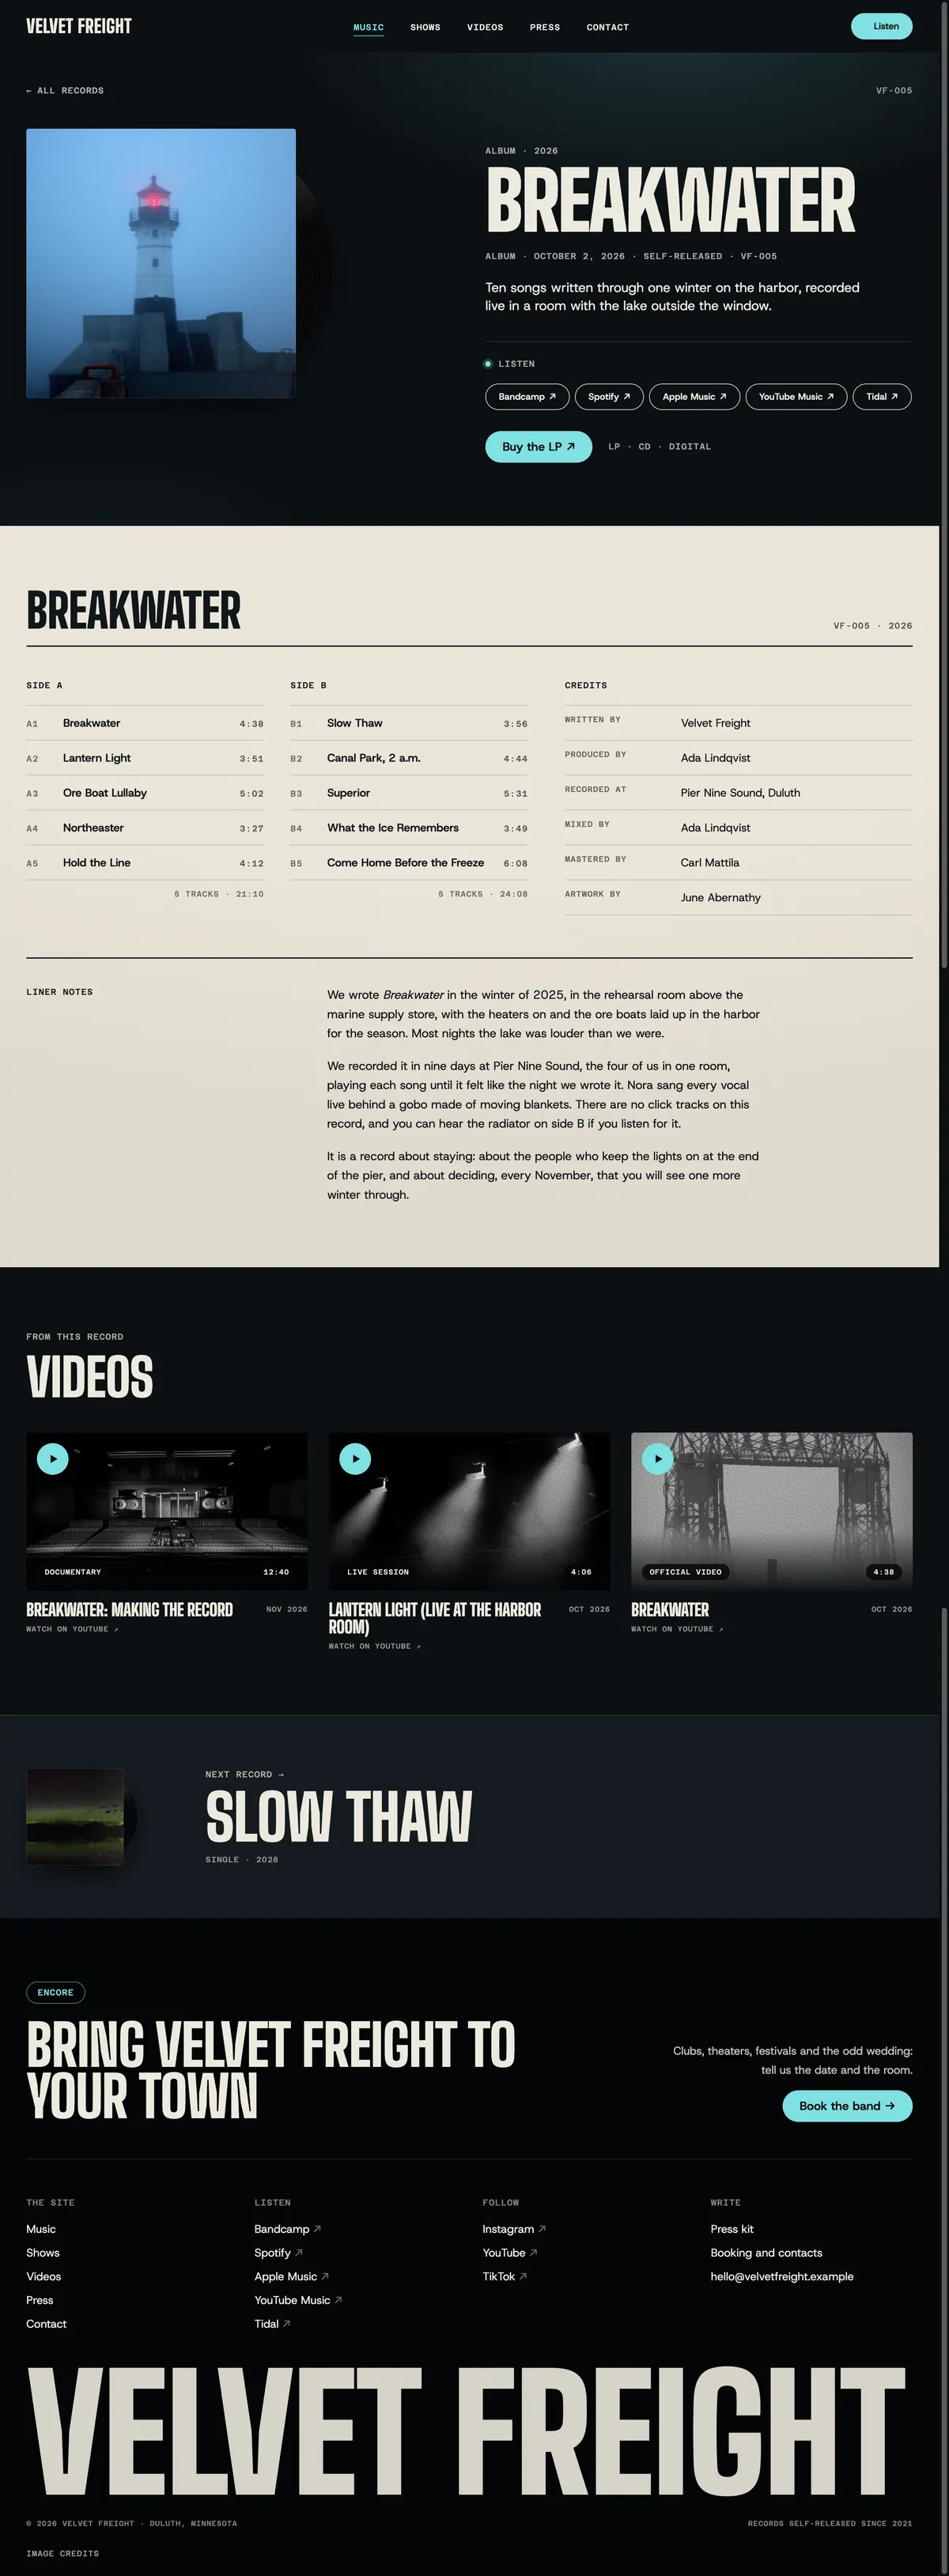 VELVET FREIGHT
MUSIC SHOWS VIDEOS PRESS CONTACT
Listen
← ALL RECORDS
VF-005
ALBUM · 2026
BREAKWATER
ALBUM · OCTOBER 2, 2026 · SELF-RELEASED · VF-005
Ten songs written through one winter on the harbor, recorded
live in a room with the lake outside the window.
LISTEN
Bandcamp ↗ Spotify ↗ Apple Music ↗ YouTube Music ↗ Tidal ↗
Buy the LP ↗ LP · CD · DIGITAL
BREAKWATER
VF-005 · 2026
SIDE A
A1 Breakwater 4:38
A2 Lantern Light 3:51
A3 Ore Boat Lullaby 5:02
A4 Northeaster 3:27
A5 Hold the Line 4:12
5 TRACKS · 21:10
SIDE B
B1 Slow Thaw 3:56
B2 Canal Park, 2 a.m. 4:44
B3 Superior 5:31
B4 What the Ice Remembers 3:49
B5 Come Home Before the Freeze 6:08
5 TRACKS · 24:08
CREDITS
WRITTEN BY Velvet Freight
PRODUCED BY Ada Lindqvist
RECORDED AT Pier Nine Sound, Duluth
MIXED BY Ada Lindqvist
MASTERED BY Carl Mattila
ARTWORK BY June Abernathy
LINER NOTES
We wrote Breakwater in the winter of 2025, in the rehearsal room above the
marine supply store, with the heaters on and the ore boats laid up in the harbor
for the season. Most nights the lake was louder than we were.
We recorded it in nine days at Pier Nine Sound, the four of us in one room,
playing each song until it felt like the night we wrote it. Nora sang every vocal
live behind a gobo made of moving blankets. There are no click tracks on this
record, and you can hear the radiator on side B if you listen for it.
It is a record about staying: about the people who keep the lights on at the end
of the pier, and about deciding, every November, that you will see one more
winter through.
FROM THIS RECORD
VIDEOS
DOCUMENTARY 12:40
BREAKWATER: MAKING THE RECORD NOV 2026
WATCH ON YOUTUBE ↗
LIVE SESSION 4:06
LANTERN LIGHT (LIVE AT THE HARBOR OCT 2026
ROOM)
WATCH ON YOUTUBE ↗
OFFICIAL VIDEO 4:38
BREAKWATER OCT 2026
WATCH ON YOUTUBE ↗
NEXT RECORD →
SLOW THAW
SINGLE · 2026
ENCORE
BRING VELVET FREIGHT TO
YOUR TOWN
Clubs, theaters, festivals and the odd wedding:
tell us the date and the room.
Book the band →
THE SITE
Music
Shows
Videos
Press
Contact
LISTEN
Bandcamp ↗
Spotify ↗
Apple Music ↗
YouTube Music ↗
Tidal ↗
FOLLOW
Instagram ↗
YouTube ↗
TikTok ↗
WRITE
Press kit
Booking and contacts
hello@velvetfreight.example
VELVET FREIGHT
© 2026 VELVET FREIGHT · DULUTH, MINNESOTA
RECORDS SELF-RELEASED SINCE 2021
IMAGE CREDITS